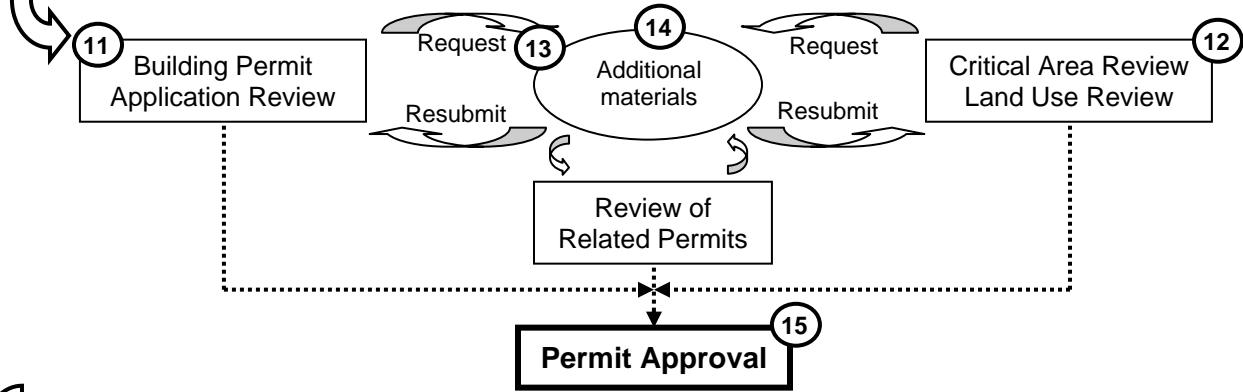 11
Building Permit
Application Review
Request
13
14
Additional
materials
Request
12
Critical Area Review
Land Use Review
Resubmit
Resubmit
Review of
Related Permits
15
Permit Approval